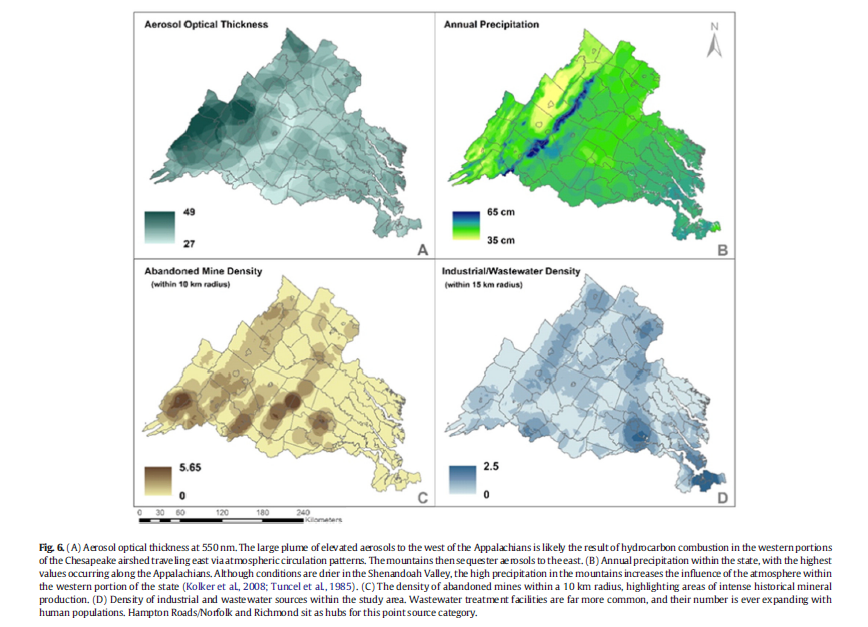 Aerosol Optical Thickness
Annual Precipitation
N
49
27
A
65 cm
35 cm
B
Abandoned Mine Density
(within 10 km radius)
Industrial/Wastewater Density
(within 15 km radius)
5.65
0
C
2.5
0
D
0 30 60 120 180 240
Kilometers
Fig. 6. (A) Aerosol optical thickness at 550 nm. The large plume of elevated aerosols to the west of the Appalachians is likely the result of hydrocarbon combustion in the western portions
of the Chesapeake airshed traveling east via atmospheric circulation patterns. The mountains then sequester aerosols to the east. (B) Annual precipitation within the state, with the highest
values occurring along the Appalachians. Although conditions are drier in the Shenandoah Valley, the high precipitation in the mountains increases the influence of the atmosphere within
the western portion of the state (Kolker et al., 2008; Tuncel et al., 1985). (C) The density of abandoned mines within a 10 km radius, highlighting areas of intense historical mineral
production. (D) Density of industrial and wastewater sources within the study area. Wastewater treatment facilities are far more common, and their number is ever expanding with
human populations. Hampton Roads/Norfolk and Richmond sit as hubs for this point source category.